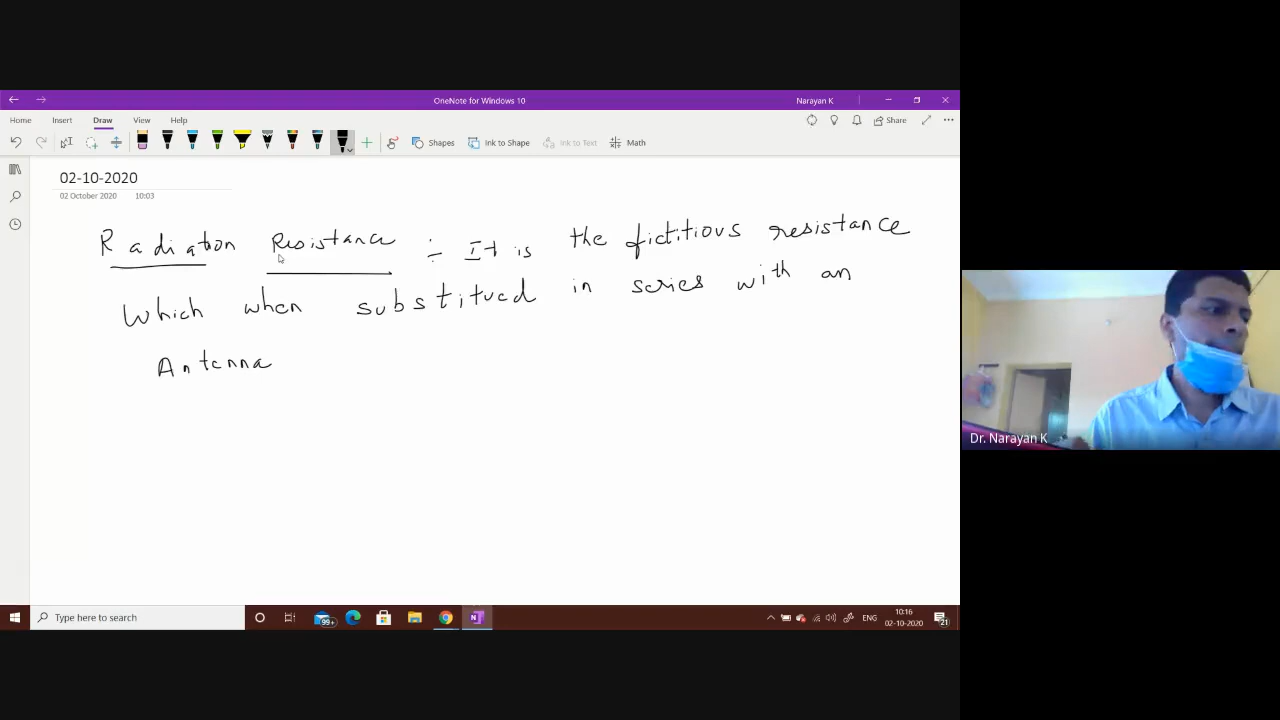 OneNote for Windows 10
Narayan K
Home Insert Draw View Help
Share
Shapes Ink to Shape Ink to Text Math
02-10-2020
02 October 2020 10:03
Radiation Resistance ÷ It is the fictitious resistance
Which when substitued in series with an
Antenna
Dr. Narayan K
Type here to search
99+
ENG
10:16
02-10-2020
21